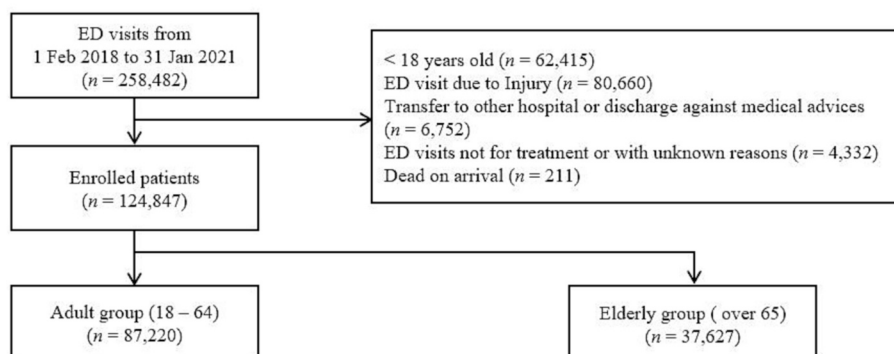 ED visits from
1 Feb 2018 to 31 Jan 2021
(n = 258,482)
< 18 years old (n = 62,415)
ED visit due to Injury (n = 80,660)
Transfer to other hospital or discharge against medical advices
(n = 6,752)
ED visits not for treatment or with unknown reasons (n = 4,332)
Dead on arrival (n = 211)
Enrolled patients
(n = 124,847)
Adult group (18 – 64)
(n = 87,220)
Elderly group ( over 65)
(n = 37,627)